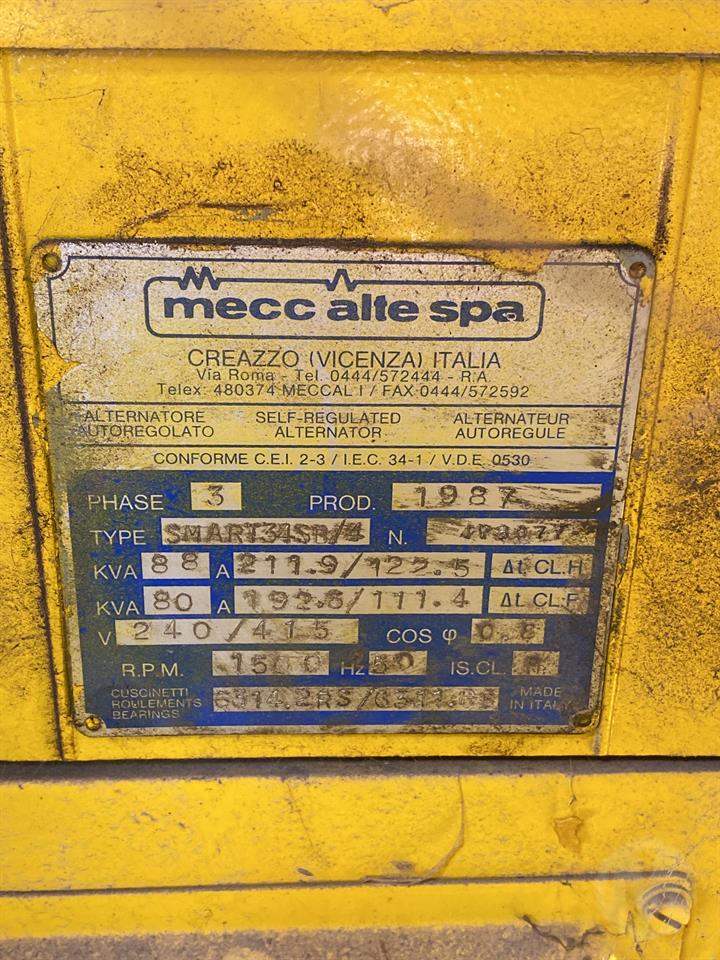 mecc alte spa
CREAZZO (VICENZA) ITALIA
Via Roma - Tel. 0444/572444 - R.A.
Telex: 480374 MECCAL I / FAX 0444/572592
ALTERNATORE AUTOREGOLATO
SELF-REGULATED ALTERNATOR
ALTERNATEUR AUTOREGULE
CONFORME C.E.I. 2-3 / I.E.C. 34-1 / V.D.E. 0530
PHASE 3 PROD. 1987
TYPE N.
KVA 88 A 211.9/122.5 Δt CL.H
KVA 80 A 192.6/111.4 Δt CL.F
V 240/415 COS φ 0.8
R.P.M. 1500 Hz 50 IS.CL.
CUSCINETTI ROULEMENTS BEARINGS
MADE IN ITALY